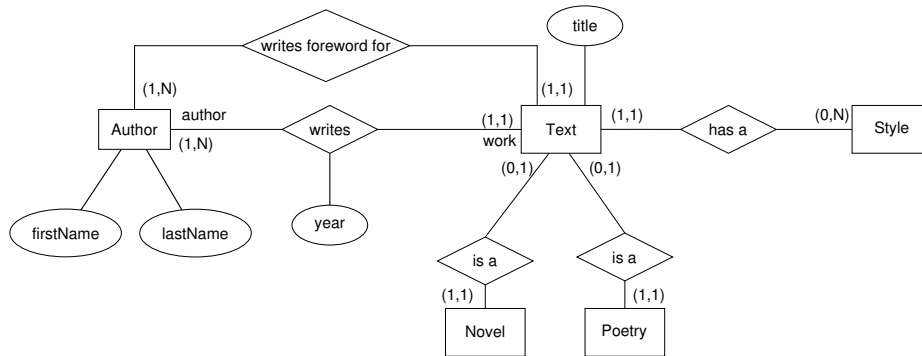 title
writes foreword for
(1,N)
(1,1)
author
Author
(1,N)
writes
(1,1)
work
Text
(1,1)
has a
(0,N)
Style
(0,1)
(0,1)
firstName
lastName
year
is a
is a
(1,1)
(1,1)
Novel
Poetry